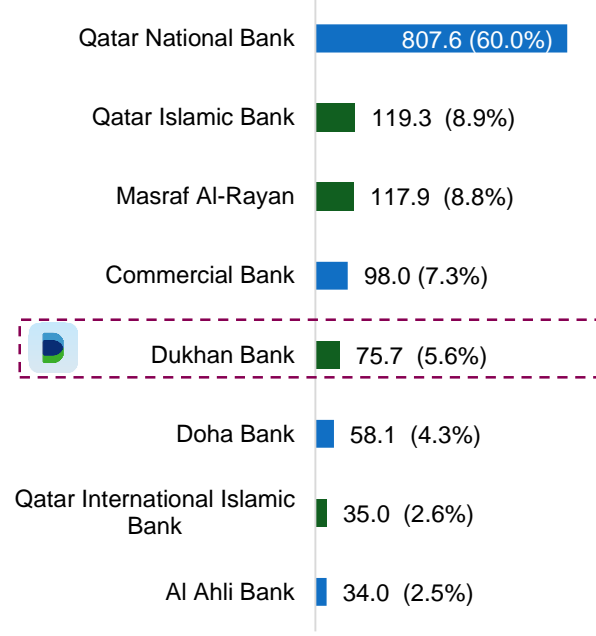 Qatar National Bank 807.6 (60.0%)
Qatar Islamic Bank 119.3 (8.9%)
Masraf Al-Rayan 117.9 (8.8%)
Commercial Bank 98.0 (7.3%)
Dukhan Bank 75.7 (5.6%)
Doha Bank 58.1 (4.3%)
Qatar International Islamic
Bank 35.0 (2.6%)
Al Ahli Bank 34.0 (2.5%)